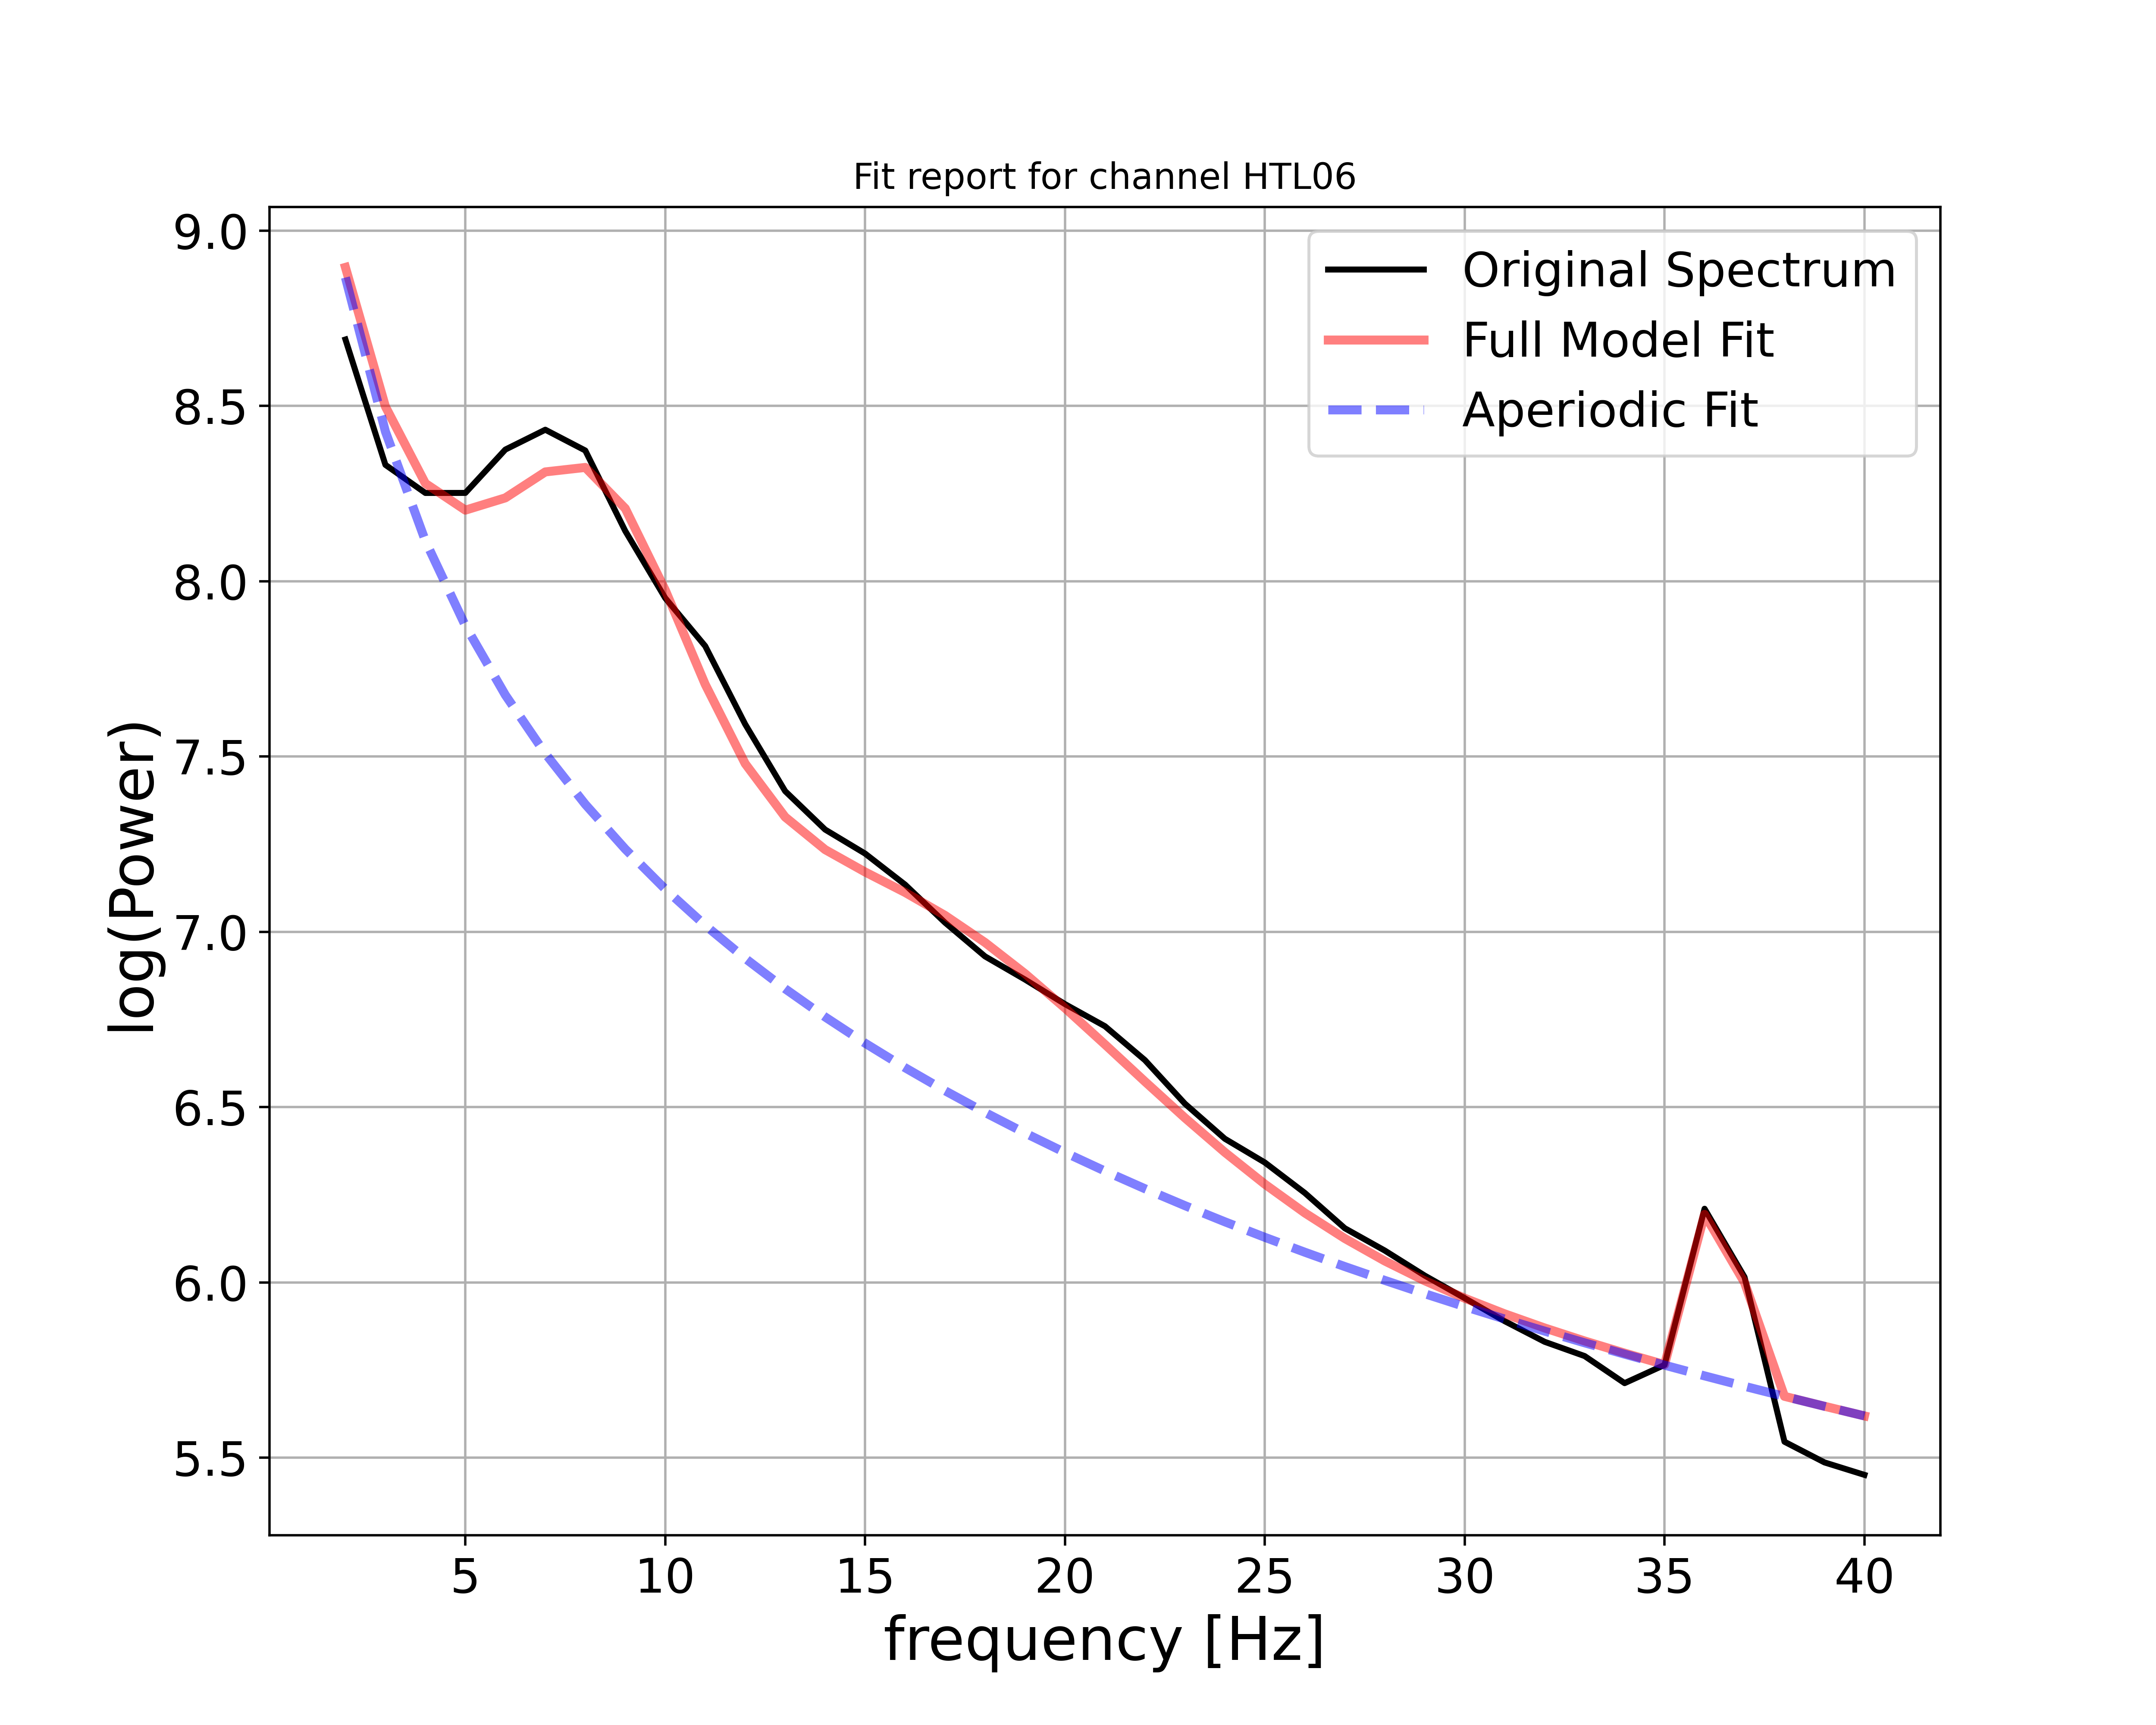 Fit report for channel HTL06
9.0
8.5
8.0
7.5
7.0
6.5
6.0
5.5
log(Power)
Original Spectrum
Full Model Fit
Aperiodic Fit
5 10 15 20 25 30 35 40
frequency [Hz]